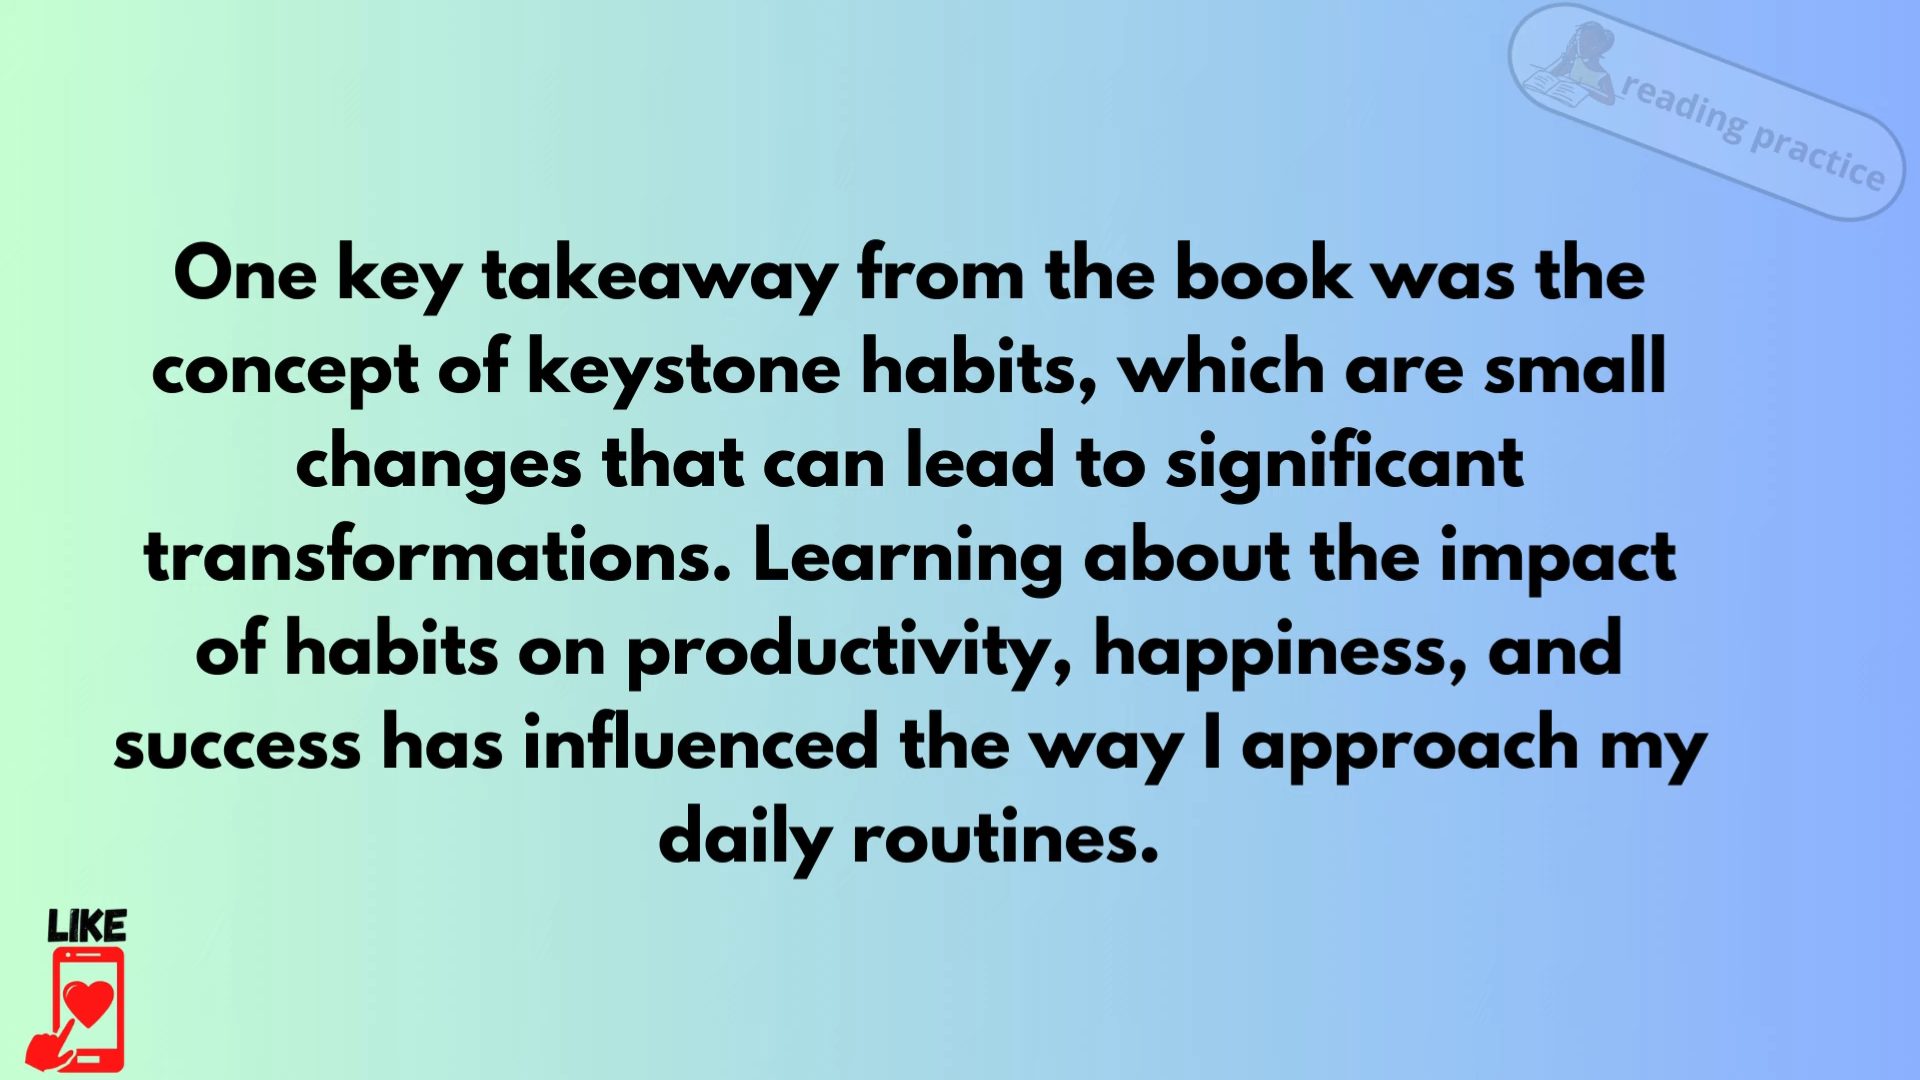 reading practice
One key takeaway from the book was the
concept of keystone habits, which are small
changes that can lead to significant
transformations. Learning about the impact
of habits on productivity, happiness, and
success has influenced the way I approach my
daily routines.
LIKE